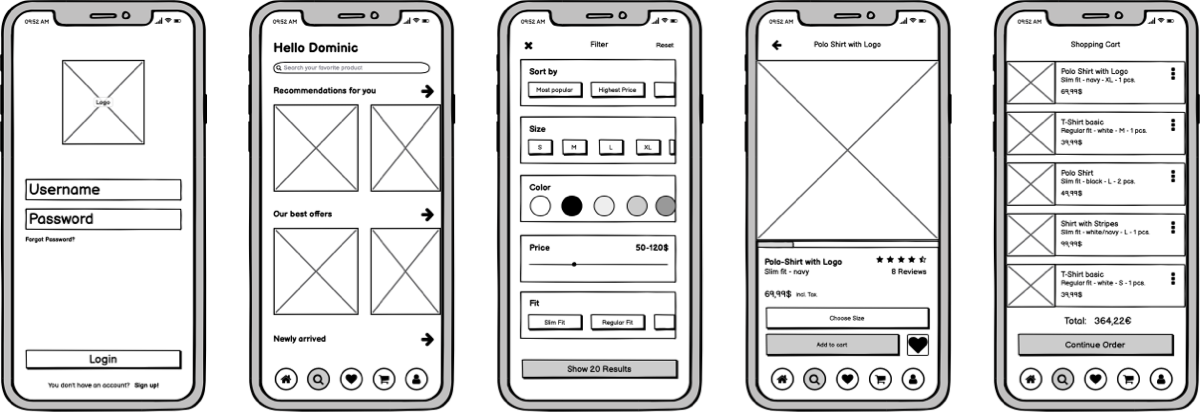 09:52 AM
Logo
Username
Password
Forgot Password?
Login
You don't have an account? Sign up!
09:52 AM
Hello Dominic
Search your favorite product
Recommendations for you
Our best offers
Newly arrived
09:52 AM
Filter
Reset
Sort by
Most popular
Highest Price
Size
S
M
L
XL
Color
Price
50-120$
Fit
Slim Fit
Regular Fit
Show 20 Results
09:52 AM
Polo Shirt with Logo
Polo-Shirt with Logo
Slim fit - navy
8 Reviews
69,99$ incl. Tax.
Choose Size
Add to cart
09:52 AM
Shopping Cart
Polo Shirt with Logo
Slim fit - navy - XL - 1 pcs.
69,99$
T-Shirt basic
Regular fit - white - M - 1 pcs.
39,99$
Polo Shirt
Slim fit - black - L - 2 pcs.
49,99$
Shirt with Stripes
Slim fit - white/navy - L - 1 pcs.
99,99$
T-Shirt basic
Regular fit - white - S - 1 pcs.
39,99$
Total: 364,22€
Continue Order